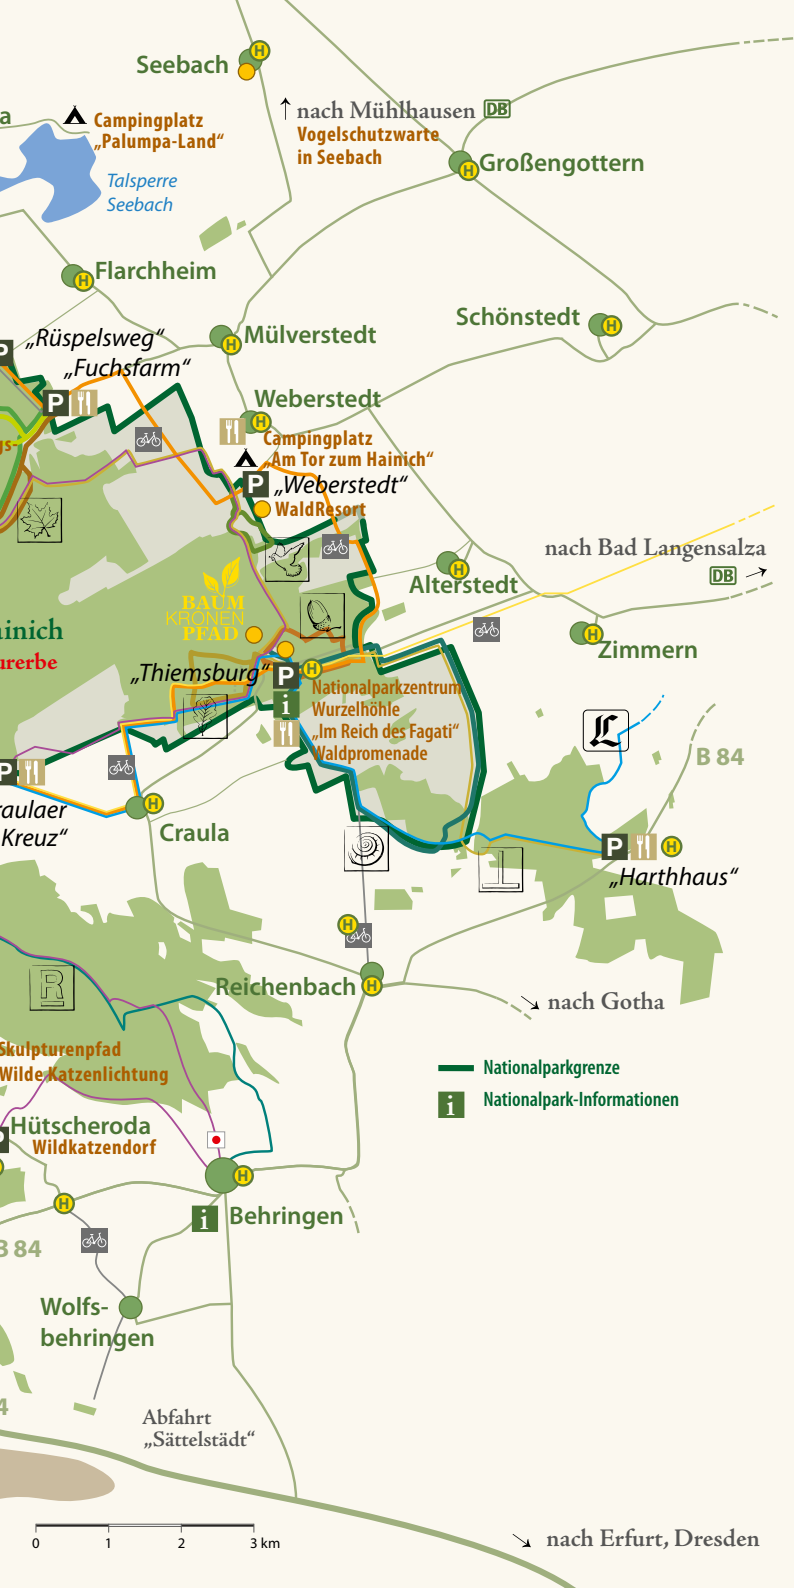 H
Seebach
a
Campingplatz
„Palumpa-Land“
nach Mühlhausen DB
Vogelschutzwarte
in Seebach
H
Großengottern
Talsperre
Seebach
H
Flarchheim
Schönstedt
H
P
„Rüspelsweg“
H
Mülverstedt
„Fuchsfarm“
P
Weberstedt
H
gs-
Campingplatz
„Am Tor zum Hainich“
P
„Weberstedt“
WaldResort
nach Bad Langensalza
DB
H
Alterstedt
BAUM
KRONEN
PFAD
ainich
urerbe
H
Zimmern
„Thiemsburg“
P
H
i
Nationalparkzentrum
Wurzelhöhle
„Im Reich des Fagati“
Waldpromenade
L
B 84
P
raulaer
Kreuz“
H
Craula
P
H
„Harthhaus“
H
R
Reichenbach
H
nach Gotha
Skulpturenpfad
Wilde Katzenlichtung
Nationalparkgrenze
i
Nationalpark-Informationen
Hütscheroda
P
Wildkatzendorf
H
H
i
Behringen
B 84
Wolfs-
behringen
4
Abfahrt
„Sättelstädt“
0 1 2 3 km
nach Erfurt, Dresden